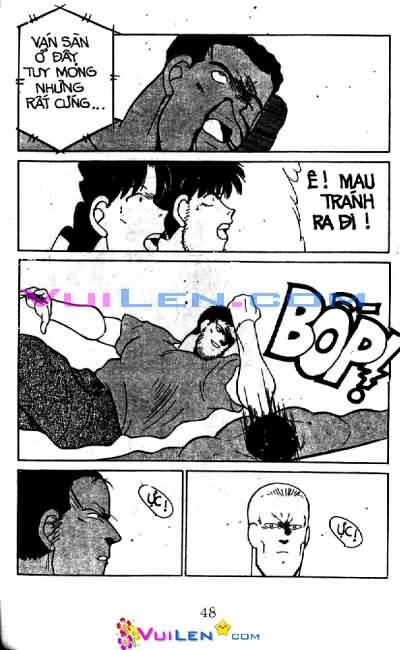 VÁN SÀN
Ở ĐÂY
TUY MỎNG
NHƯNG
RẤT CỨNG...
Ê! MAU
TRÁNH
RA ĐI!
VUILEN.COM
BỐP!
ỰC!
ỰC!
48
VUILEN.COM